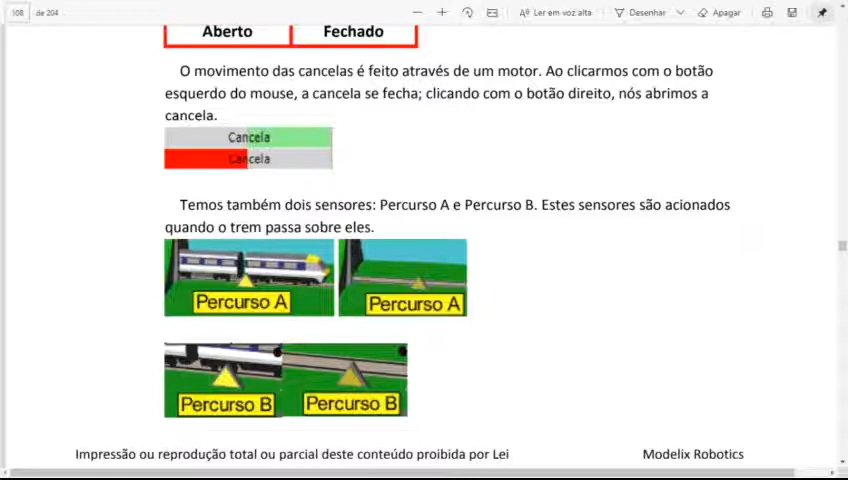 108 de 204 Ler em voz alta Desenhar Apagar
Aberto Fechado
O movimento das cancelas é feito através de um motor. Ao clicarmos com o botão
esquerdo do mouse, a cancela se fecha; clicando com o botão direito, nós abrimos a
cancela.
Cancela
Cancela
Temos também dois sensores: Percurso A e Percurso B. Estes sensores são acionados
quando o trem passa sobre eles.
Percurso A Percurso A
Percurso B Percurso B
Impressão ou reprodução total ou parcial deste conteúdo proibida por Lei Modelix Robotics